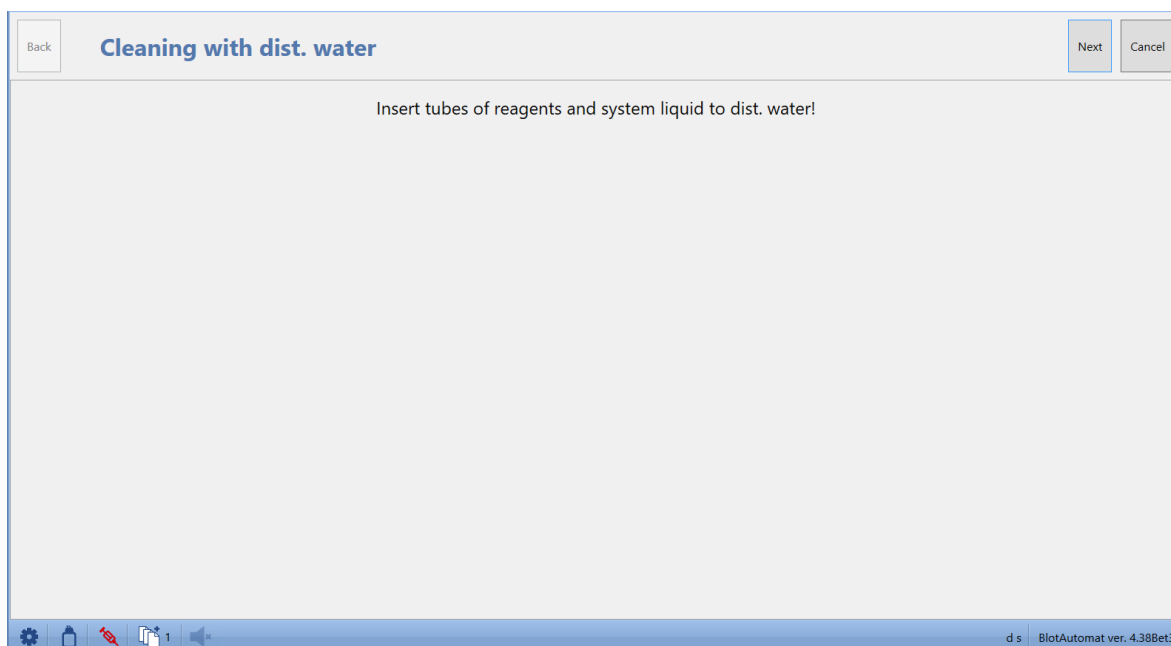 Back
Cleaning with dist. water
Next
Cancel
Insert tubes of reagents and system liquid to dist. water!
1
d s
BlotAutomat ver. 4.38Bet3